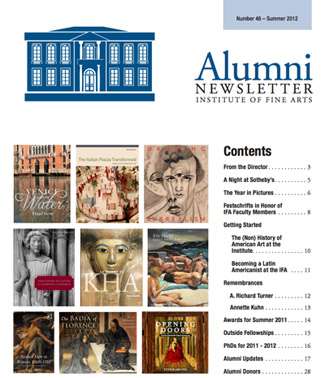 Number 46 – Summer 2012
Alumni
NEWSLETTER
INSTITUTE OF FINE ARTS
Contents
From the Director . . . . . . . . . . . . 3
A Night at Sotheby's . . . . . . . . . 5
The Year in Pictures . . . . . . . . . 6
Festschrifts in Honor of
IFA Faculty Members . . . . . . . . 8
Getting Started
The (Non) History of
American Art at the
Institute. . . . . . . . . . . . . . . . . 10
Becoming a Latin
Americanist at the IFA . . . . 11
Remembrances
A. Richard Turner . . . . . . . . 12
Annette Kuhn . . . . . . . . . . . 13
Awards for Summer 2011. . . . . 14
Outside Fellowships . . . . . . . . . 15
PhDs for 2011 - 2012 . . . . . . . . 16
Alumni Updates . . . . . . . . . . . . 17
Alumni Donors . . . . . . . . . . . . . 28
VENICE
Water
The Italian Piazza Transformed
DRAWING
SURREALISM
KHA
The BADIA of
FLORENCE
OPENING
DOORS